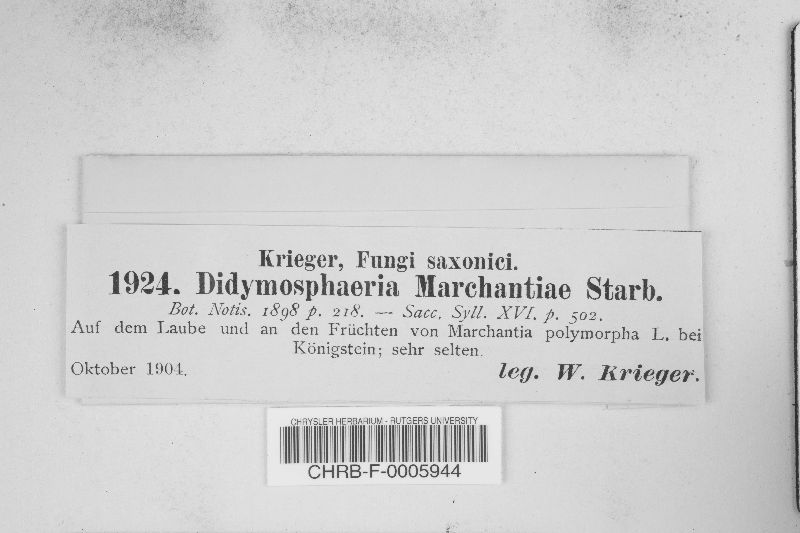 Krieger, Fungi saxonici.
1924. Didymosphaeria Marchantiae Starb.
Bot. Notis. 1898 p. 218. — Sacc. Syll. XVI. p. 502.
Auf dem Laube und an den Früchten von Marchantia polymorpha L. bei
Königstein; sehr selten.
Oktober 1904. leg. W. Krieger.
CHRYSLER HERBARIUM - RUTGERS UNIVERSITY
CHRB-F-0005944